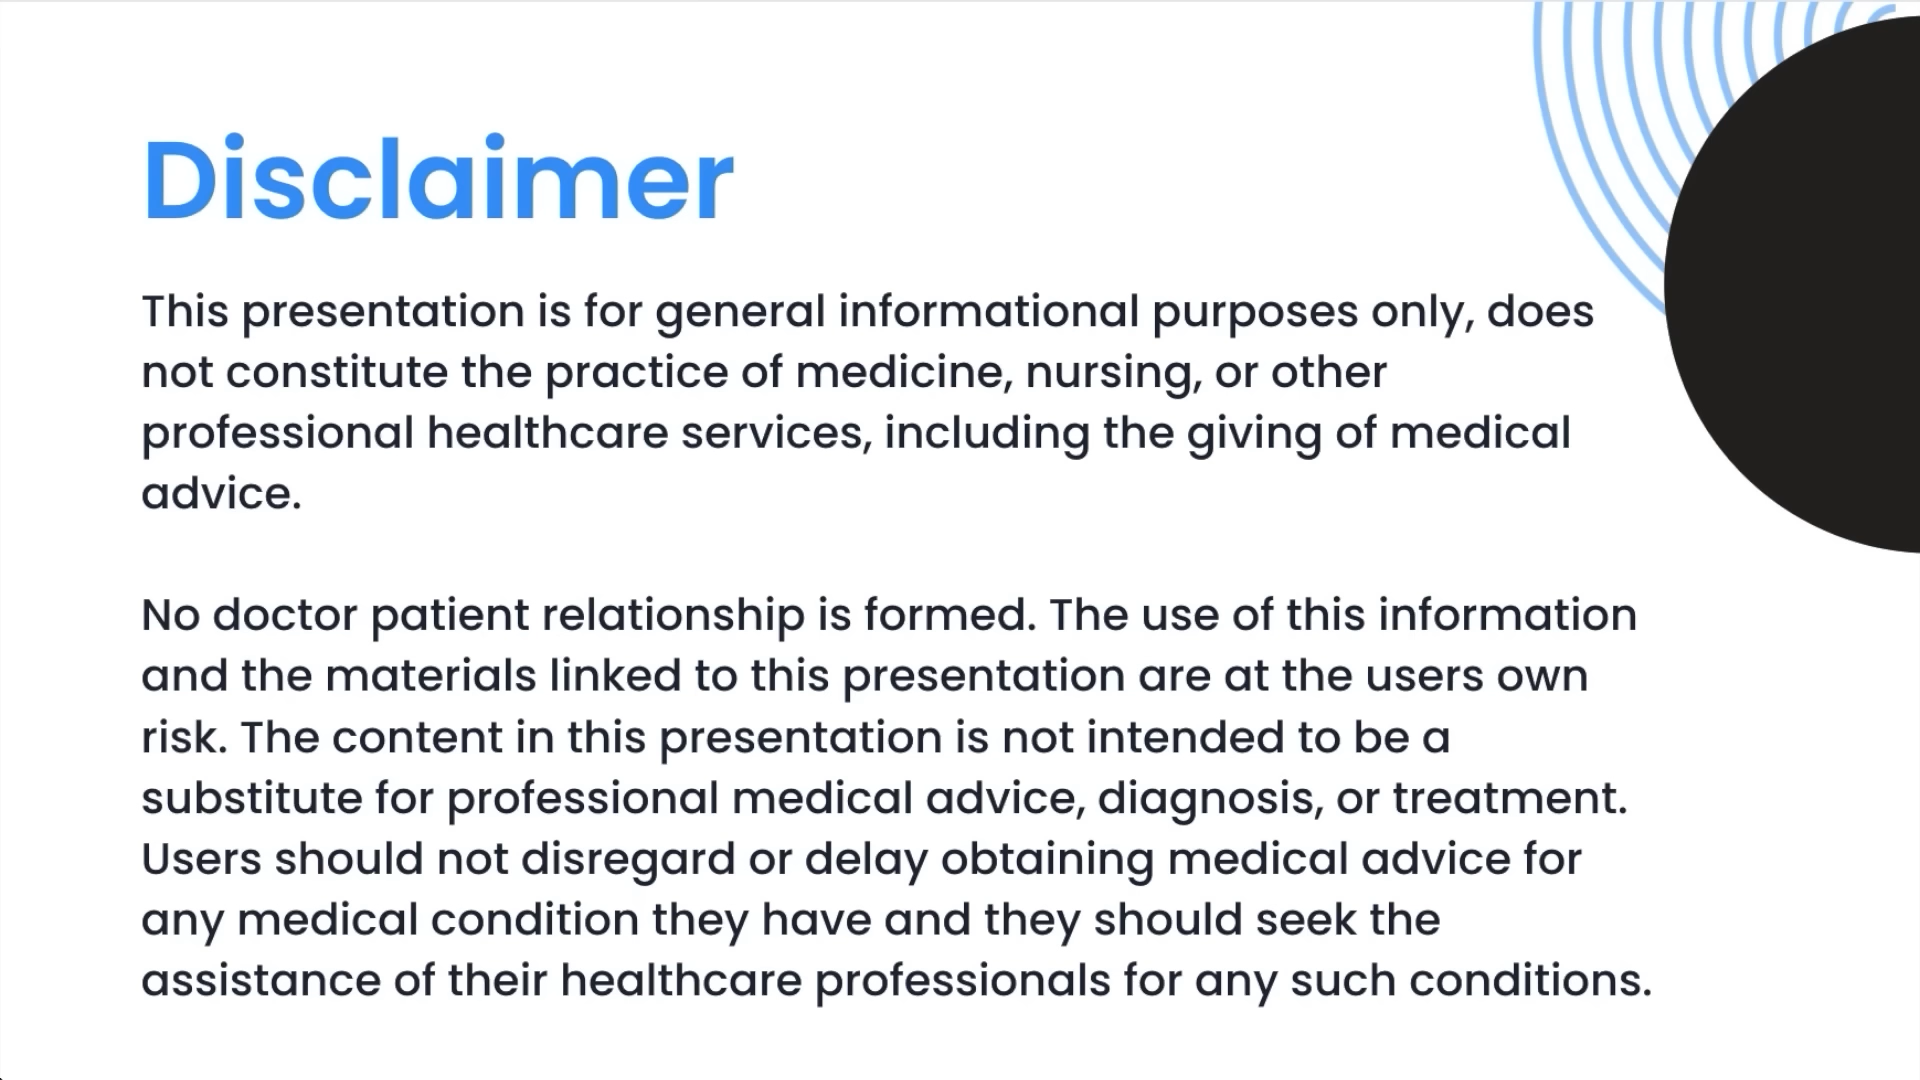 Disclaimer
This presentation is for general informational purposes only, does
not constitute the practice of medicine, nursing, or other
professional healthcare services, including the giving of medical
advice.
No doctor patient relationship is formed. The use of this information
and the materials linked to this presentation are at the users own
risk. The content in this presentation is not intended to be a
substitute for professional medical advice, diagnosis, or treatment.
Users should not disregard or delay obtaining medical advice for
any medical condition they have and they should seek the
assistance of their healthcare professionals for any such conditions.